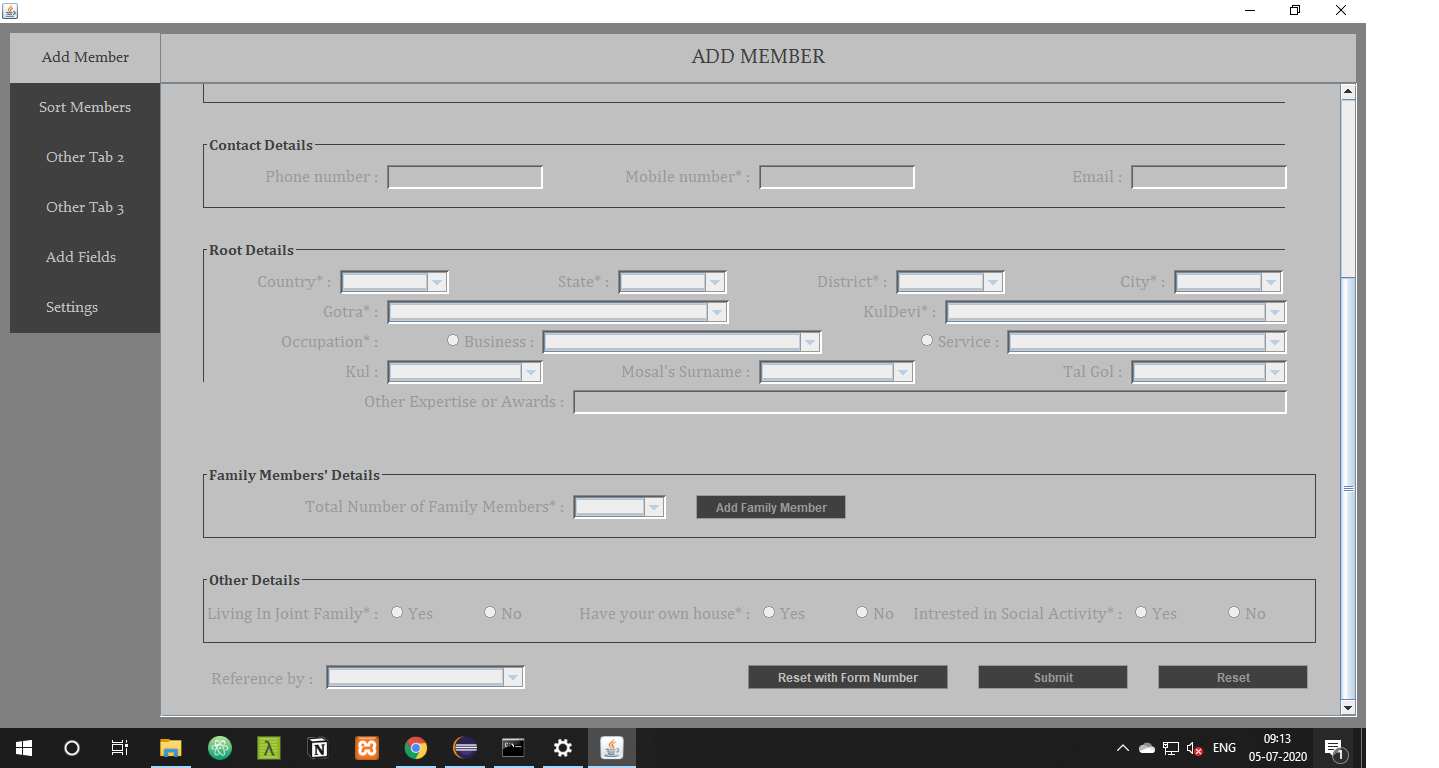 Add Member
ADD MEMBER
Sort Members
Other Tab 2
Other Tab 3
Add Fields
Settings
Contact Details
Phone number :
Mobile number* :
Email :
Root Details
Country* :
State* :
District* :
City* :
Gotra* :
KulDevi* :
Occupation* :
Business :
Service :
Kul :
Mosal's Surname :
Tal Gol :
Other Expertise or Awards :
Family Members' Details
Total Number of Family Members* :
Add Family Member
Other Details
Living In Joint Family* :
Yes
No
Have your own house* :
Yes
No
Intrested in Social Activity* :
Yes
No
Reference by :
Reset with Form Number
Submit
Reset
ENG
09:13
05-07-2020
1